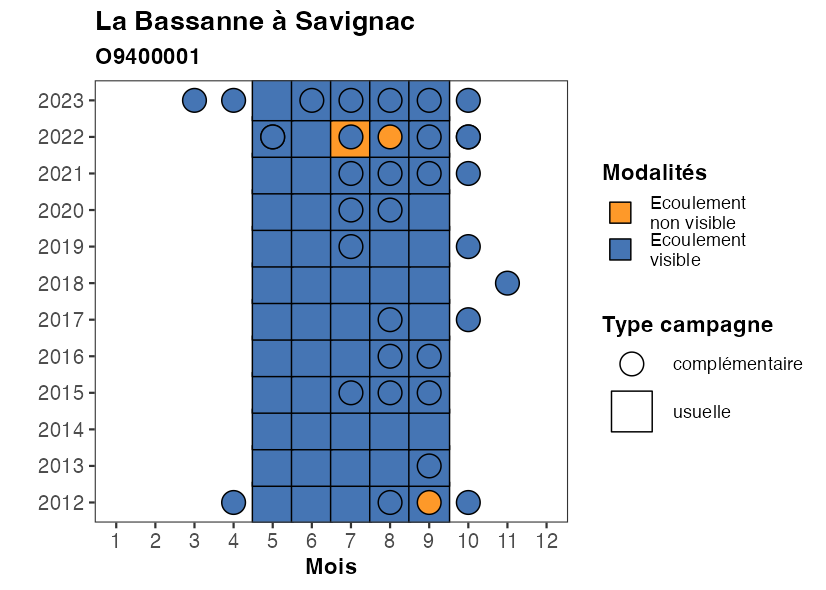 La Bassanne à Savignac
O9400001
2023
2022
2021
2020
2019
2018
2017
2016
2015
2014
2013
2012
1 2 3 4 5 6 7 8 9 10 11 12
Mois
Modalités
Ecoulement
non visible
Ecoulement
visible
Type campagne
complémentaire
usuelle